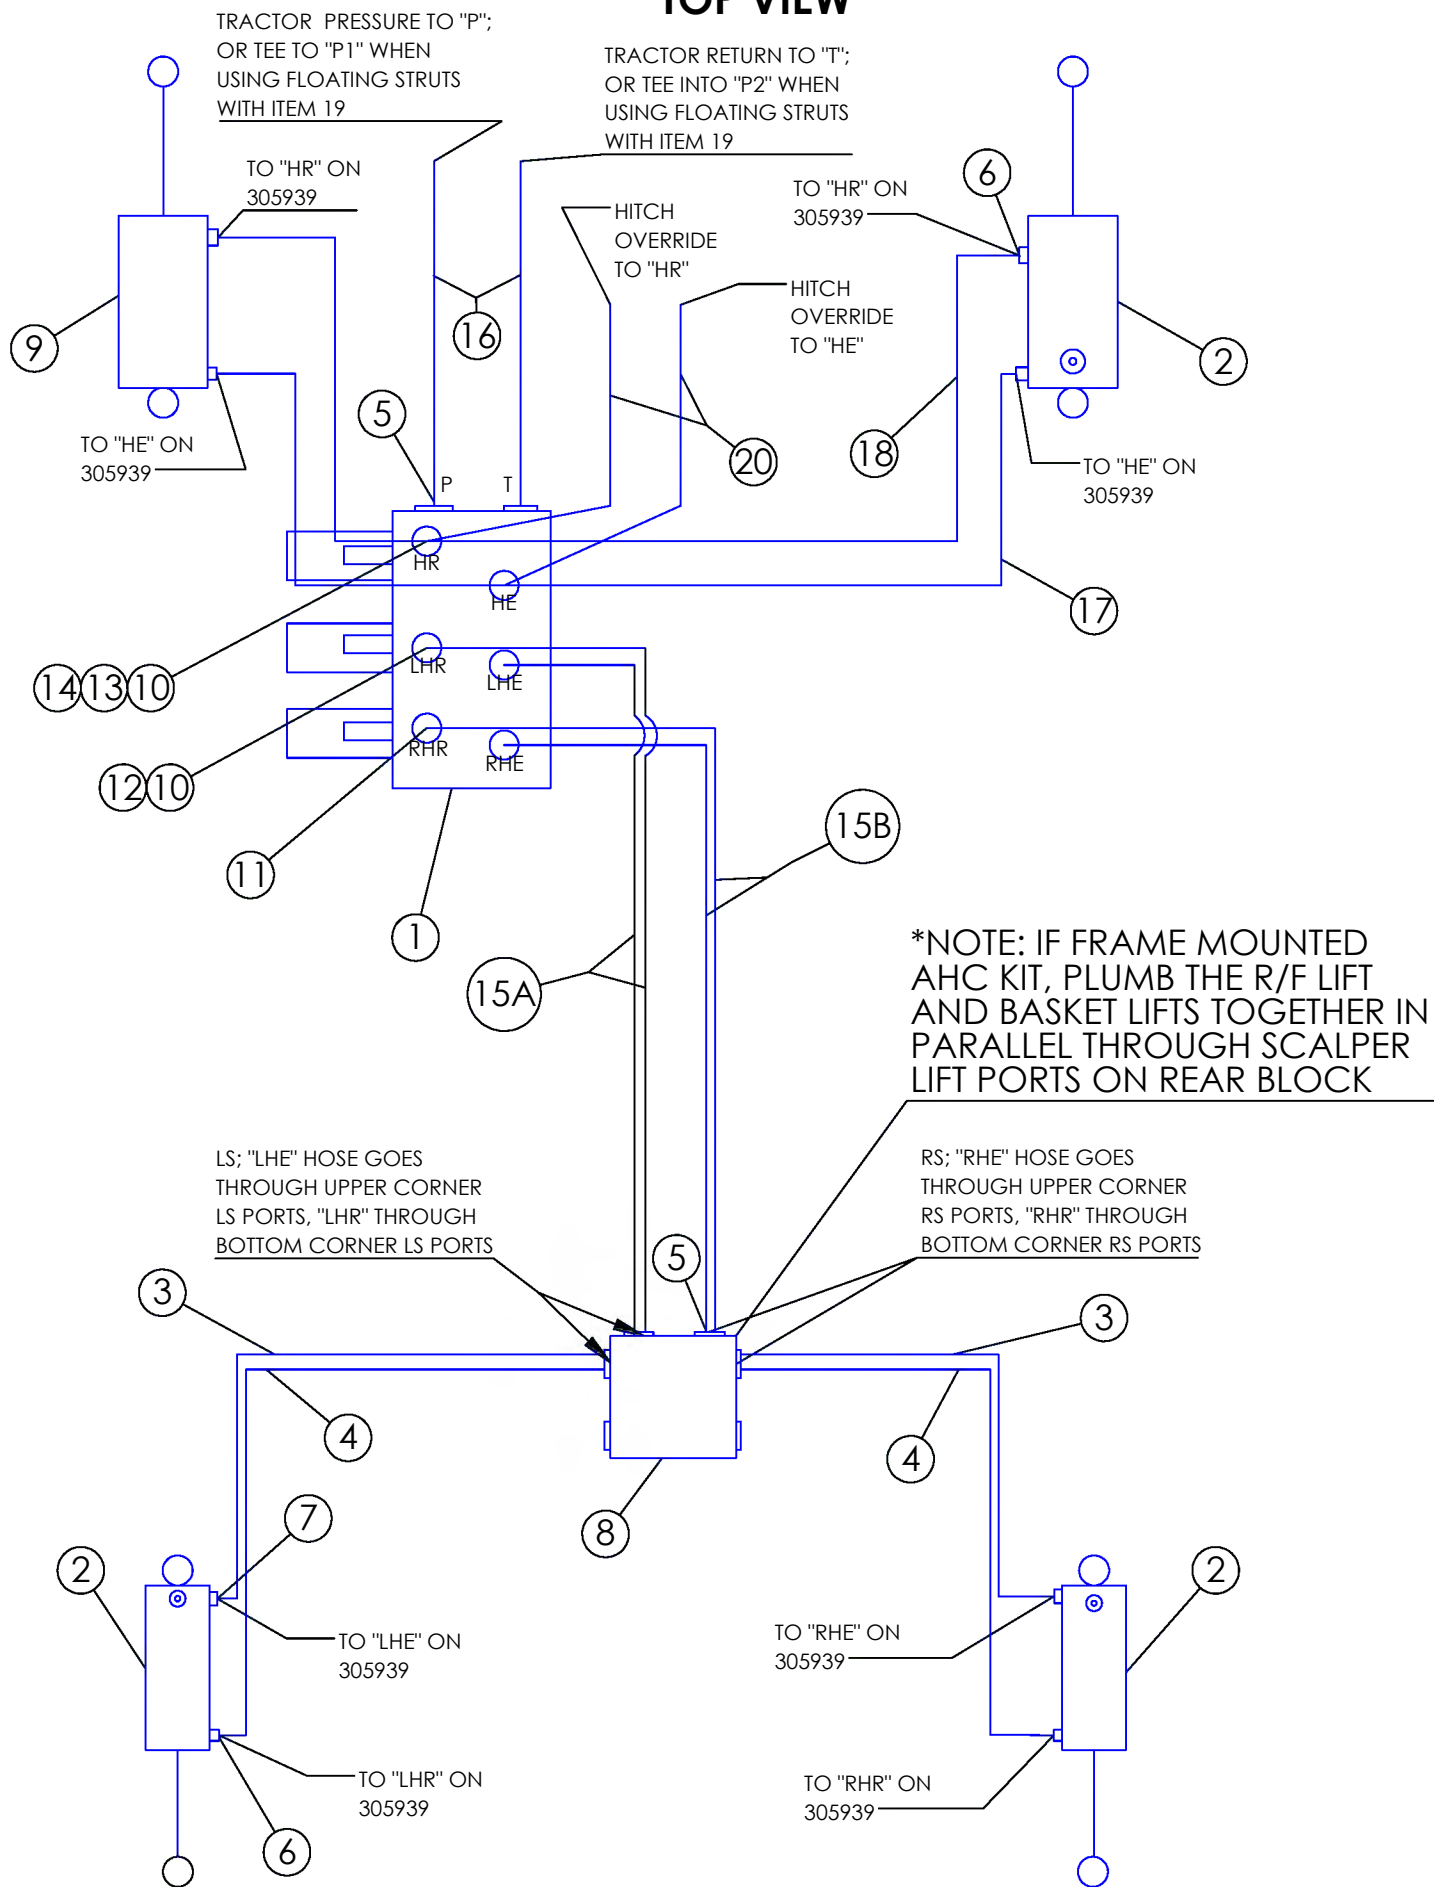 TOP VIEW
TRACTOR PRESSURE TO "P";
OR TEE TO "P1" WHEN
USING FLOATING STRUTS
WITH ITEM 19
TRACTOR RETURN TO "T";
OR TEE INTO "P2" WHEN
USING FLOATING STRUTS
WITH ITEM 19
TO "HR" ON
305939
HITCH
OVERRIDE
TO "HR"
TO "HR" ON
305939
6
HITCH
OVERRIDE
TO "HE"
9
16
2
5
TO "HE" ON
305939
20
18
TO "HE" ON
305939
P
T
HR
HE
17
14
13
10
LHR
LHE
12
10
RHR
RHE
15B
11
1
15A
*NOTE: IF FRAME MOUNTED
AHC KIT, PLUMB THE R/F LIFT
AND BASKET LIFTS TOGETHER IN
PARALLEL THROUGH SCALPER
LIFT PORTS ON REAR BLOCK
LS; "LHE" HOSE GOES
THROUGH UPPER CORNER
LS PORTS, "LHR" THROUGH
BOTTOM CORNER LS PORTS
RS; "RHE" HOSE GOES
THROUGH UPPER CORNER
RS PORTS, "RHR" THROUGH
BOTTOM CORNER RS PORTS
5
3
3
4
4
7
8
2
2
TO "LHE" ON
305939
TO "RHE" ON
305939
TO "LHR" ON
305939
TO "RHR" ON
305939
6